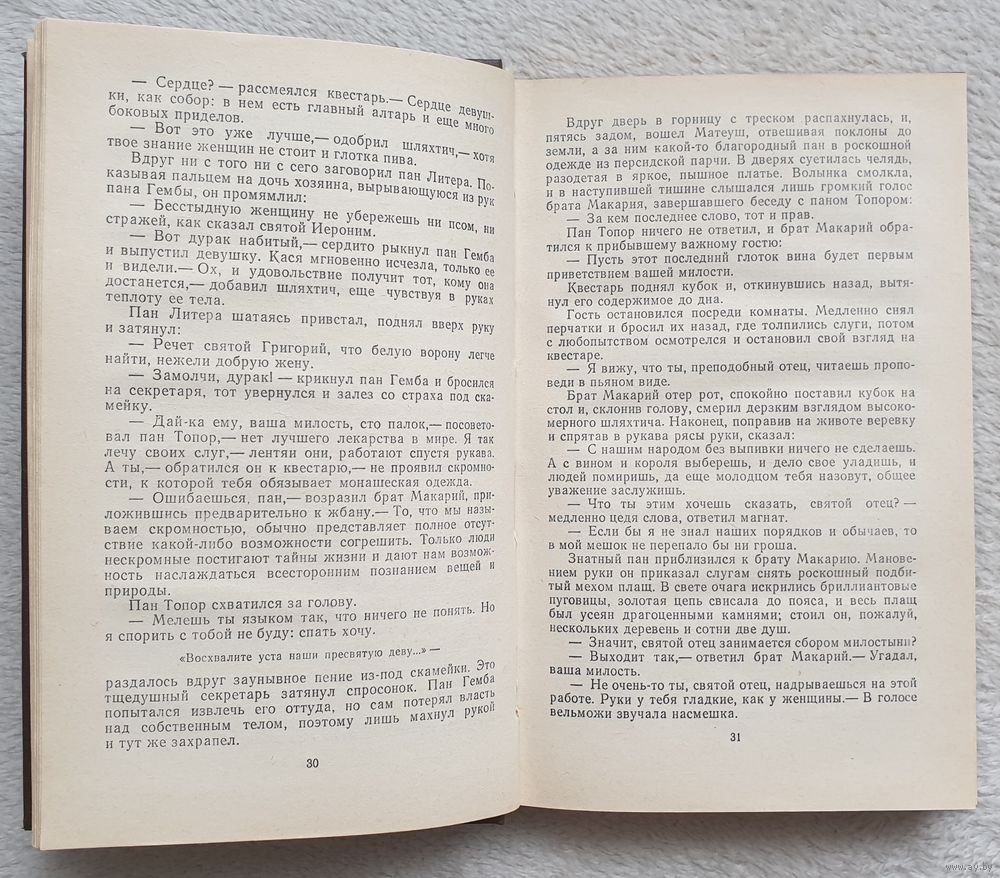 — Сердце? — рассмеялся квестарь.— Сердце девуш-
ки, как собор: в нем есть главный алтарь и еще много
боковых приделов.
— Вот это уже лучше,— одобрил шляхтич,— хотя
твое знание женщин не стоит и глотка пива.
Вдруг ни с того ни с сего заговорил пан Литера. По-
казывая пальцем на дочь хозяина, вырывающуюся из рук
пана Гембы, он промямлил:
— Бесстыдную женщину не убережешь ни псом, ни
стражей, как сказал святой Иероним.
— Вот дурак набитый,— сердито рыкнул пан Гемба
и выпустил девушку. Кася мгновенно исчезла, только ее
и видели.— Ох, и удовольствие получит тот, кому она
достанется,— добавил шляхтич, еще чувствуя в руках
теплоту ее тела.
Пан Литера шатаясь привстал, поднял вверх руку
и затянул:
— Речет святой Григорий, что белую ворону легче
найти, нежели добрую жену.
— Замолчи, дурак! — крикнул пан Гемба и бросился
на секретаря, тот увернулся и залез со страха под ска-
мейку.
— Дай-ка ему, ваша милость, сто палок,— посовето-
вал пан Топор,— нет лучшего лекарства в мире. Я так
лечу своих слуг,— лентяи они, работают спустя рукава.
А ты,— обратился он к квестарю,— не проявил скромно-
сти, к которой тебя обязывает монашеская одежда.
— Ошибаешься, пан,— возразил брат Макарий, при-
ложившись предварительно к жбану.— То, что мы назы-
ваем скромностью, обычно представляет полное отсут-
ствие какой-либо возможности согрешить. Только люди
нескромные постигают тайны жизни и дают нам возмож-
ность наслаждаться всесторонним познанием вещей и
природы.
Пан Топор схватился за голову.
— Мелешь ты языком так, что ничего не понять. Но
я спорить с тобой не буду: спать хочу.
«Восхвалите уста наши пресвятую деву...» —
раздалось вдруг заунывное пение из-под скамейки. Это
тщедушный секретарь затянул спросонок. Пан Гемба
попытался извлечь его оттуда, но сам потерял власть
над собственным телом, поэтому лишь махнул рукой
и тут же захрапел.
30
Вдруг дверь в горницу с треском распахнулась, и,
пятясь задом, вошел Матеуш, отвешивая поклоны до
земли, а за ним какой-то благородный пан в роскошной
одежде из персидской парчи. В дверях суетилась челядь,
разодетая в яркое, пышное платье. Волынка смолкла,
и в наступившей тишине слышался лишь громкий голос
брата Макария, завершавшего беседу с паном Топором:
— За кем последнее слово, тот и прав.
Пан Топор ничего не ответил, и брат Макарий обра-
тился к прибывшему важному гостю:
— Пусть этот последний глоток вина будет первым
приветствием вашей милости.
Квестарь поднял кубок и, откинувшись назад, вытя-
нул его содержимое до дна.
Гость остановился посреди комнаты. Медленно снял
перчатки и бросил их назад, где толпились слуги, потом
с любопытством осмотрелся и остановил свой взгляд на
квестаре.
— Я вижу, что ты, преподобный отец, читаешь пропо-
веди в пьяном виде.
Брат Макарий отер рот, спокойно поставил кубок на
стол и, склонив голову, смерил дерзким взглядом высоко-
мерного шляхтича. Наконец, поправив на животе веревку
и спрятав в рукава рясы руки, сказал:
— С нашим народом без выпивки ничего не сделаешь.
А с вином и короля выберешь, и дело свое уладишь, и
людей помиришь, да еще молодцом тебя назовут, общее
уважение заслужишь.
— Что ты этим хочешь сказать, святой отец? —
медленно цедя слова, ответил магнат.
— Если бы я не знал наших порядков и обычаев, то
в мой мешок не перепало бы ни гроша.
Знатный пан приблизился к брату Макарию. Манове-
нием руки он приказал слугам снять роскошный подби-
тый мехом плащ. В свете очага искрились бриллиантовые
пуговицы, золотая цепь свисала до пояса, и весь плащ
был усеян драгоценными камнями; стоил он, пожалуй,
нескольких деревень и сотни две душ.
— Значит, святой отец занимается сбором милостыни?
— Выходит так,— ответил брат Макарий.— Угадал,
ваша милость.
— Не очень-то ты, святой отец, надрываешься на этой
работе. Руки у тебя гладкие, как у женщины.— В голосе
вельможи звучала насмешка.
31
www.ay.by